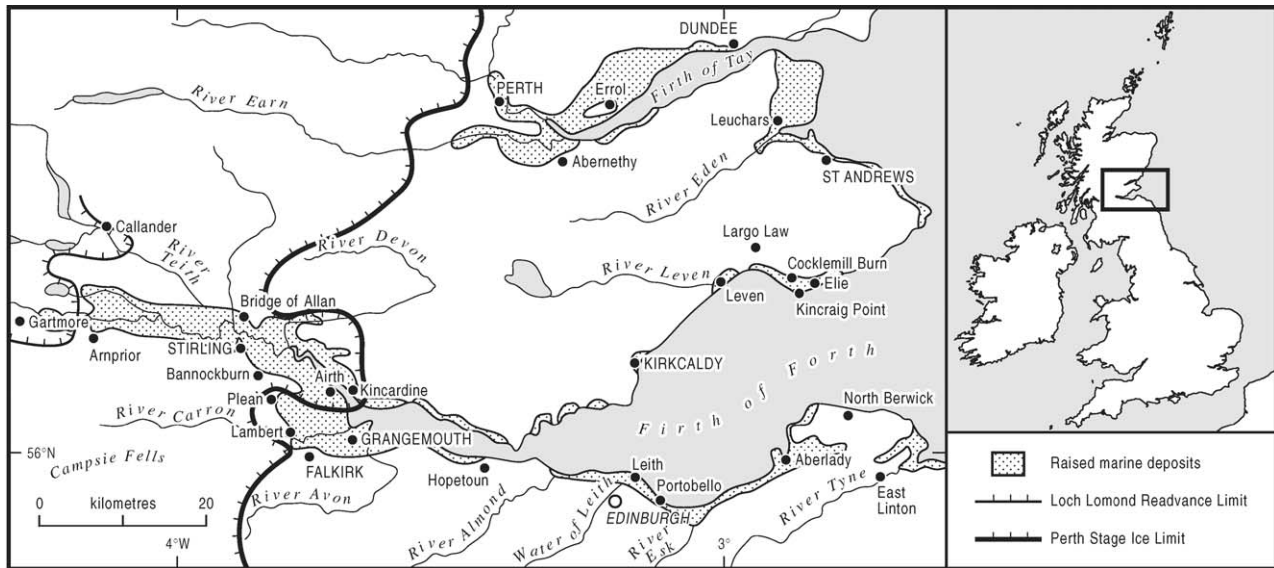 DUNDEE
Firth of Tay
PERTH
Errol
River Earn
Leuchars
Abernethy
River Eden
ST ANDREWS
Callander
River
Teith
River Devon
Largo Law
Cocklemill Burn
River Leven
Elie
Leven
Kincraig Point
Bridge of Allan
Gartmore
Arnprior
STIRLING
Bannockburn
Airth
Kincardine
KIRKCALDY
Firth of Forth
Plean
River Carron
North Berwick
Lambert
GRANGEMOUTH
56°N
Campsie Fells
FALKIRK
Hopetoun
Leith
Aberlady
Portobello
0 kilometres 20
River Avon
River Almond
Water of Leith
EDINBURGH
River
Esk
River Tyne
East
Linton
4°W
3°
Raised marine deposits
Loch Lomond Readvance Limit
Perth Stage Ice Limit